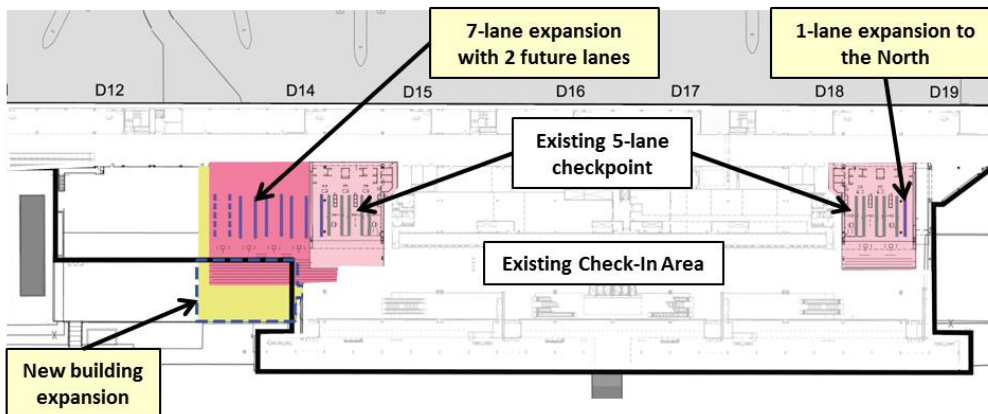 7-lane expansion
with 2 future lanes
1-lane expansion to
the North
D12
D14
D15
D16
D17
D18
D19
Existing 5-lane
checkpoint
Existing Check-In Area
New building
expansion
X
X